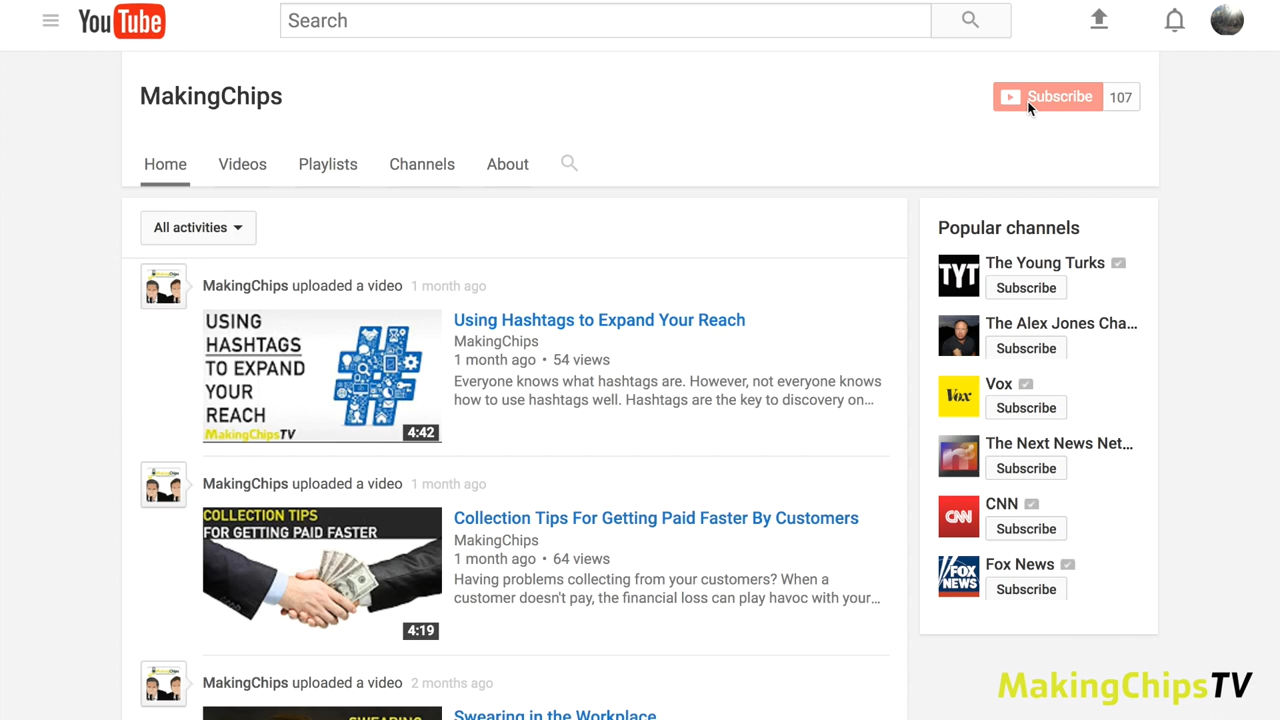 YouTube
Search
MakingChips
Subscribe 107
Home Videos Playlists Channels About
All activities
MakingChips uploaded a video 1 month ago
USING
HASHTAGS
TO EXPAND
YOUR
REACH
MakingChipsTV
4:42
Using Hashtags to Expand Your Reach
MakingChips
1 month ago • 54 views
Everyone knows what hashtags are. However, not everyone knows
how to use hashtags well. Hashtags are the key to discovery on...
MakingChips uploaded a video 1 month ago
COLLECTION TIPS
FOR GETTING PAID FASTER
4:19
Collection Tips For Getting Paid Faster By Customers
MakingChips
1 month ago • 64 views
Having problems collecting from your customers? When a
customer doesn't pay, the financial loss can play havoc with your...
MakingChips uploaded a video 2 months ago
Swearing in the Workplace
Popular channels
TYT
The Young Turks
Subscribe
The Alex Jones Cha...
Subscribe
Vox
Vox
Subscribe
The Next News Net...
Subscribe
CNN
CNN
Subscribe
FOX
NEWS
Fox News
Subscribe
MakingChipsTV